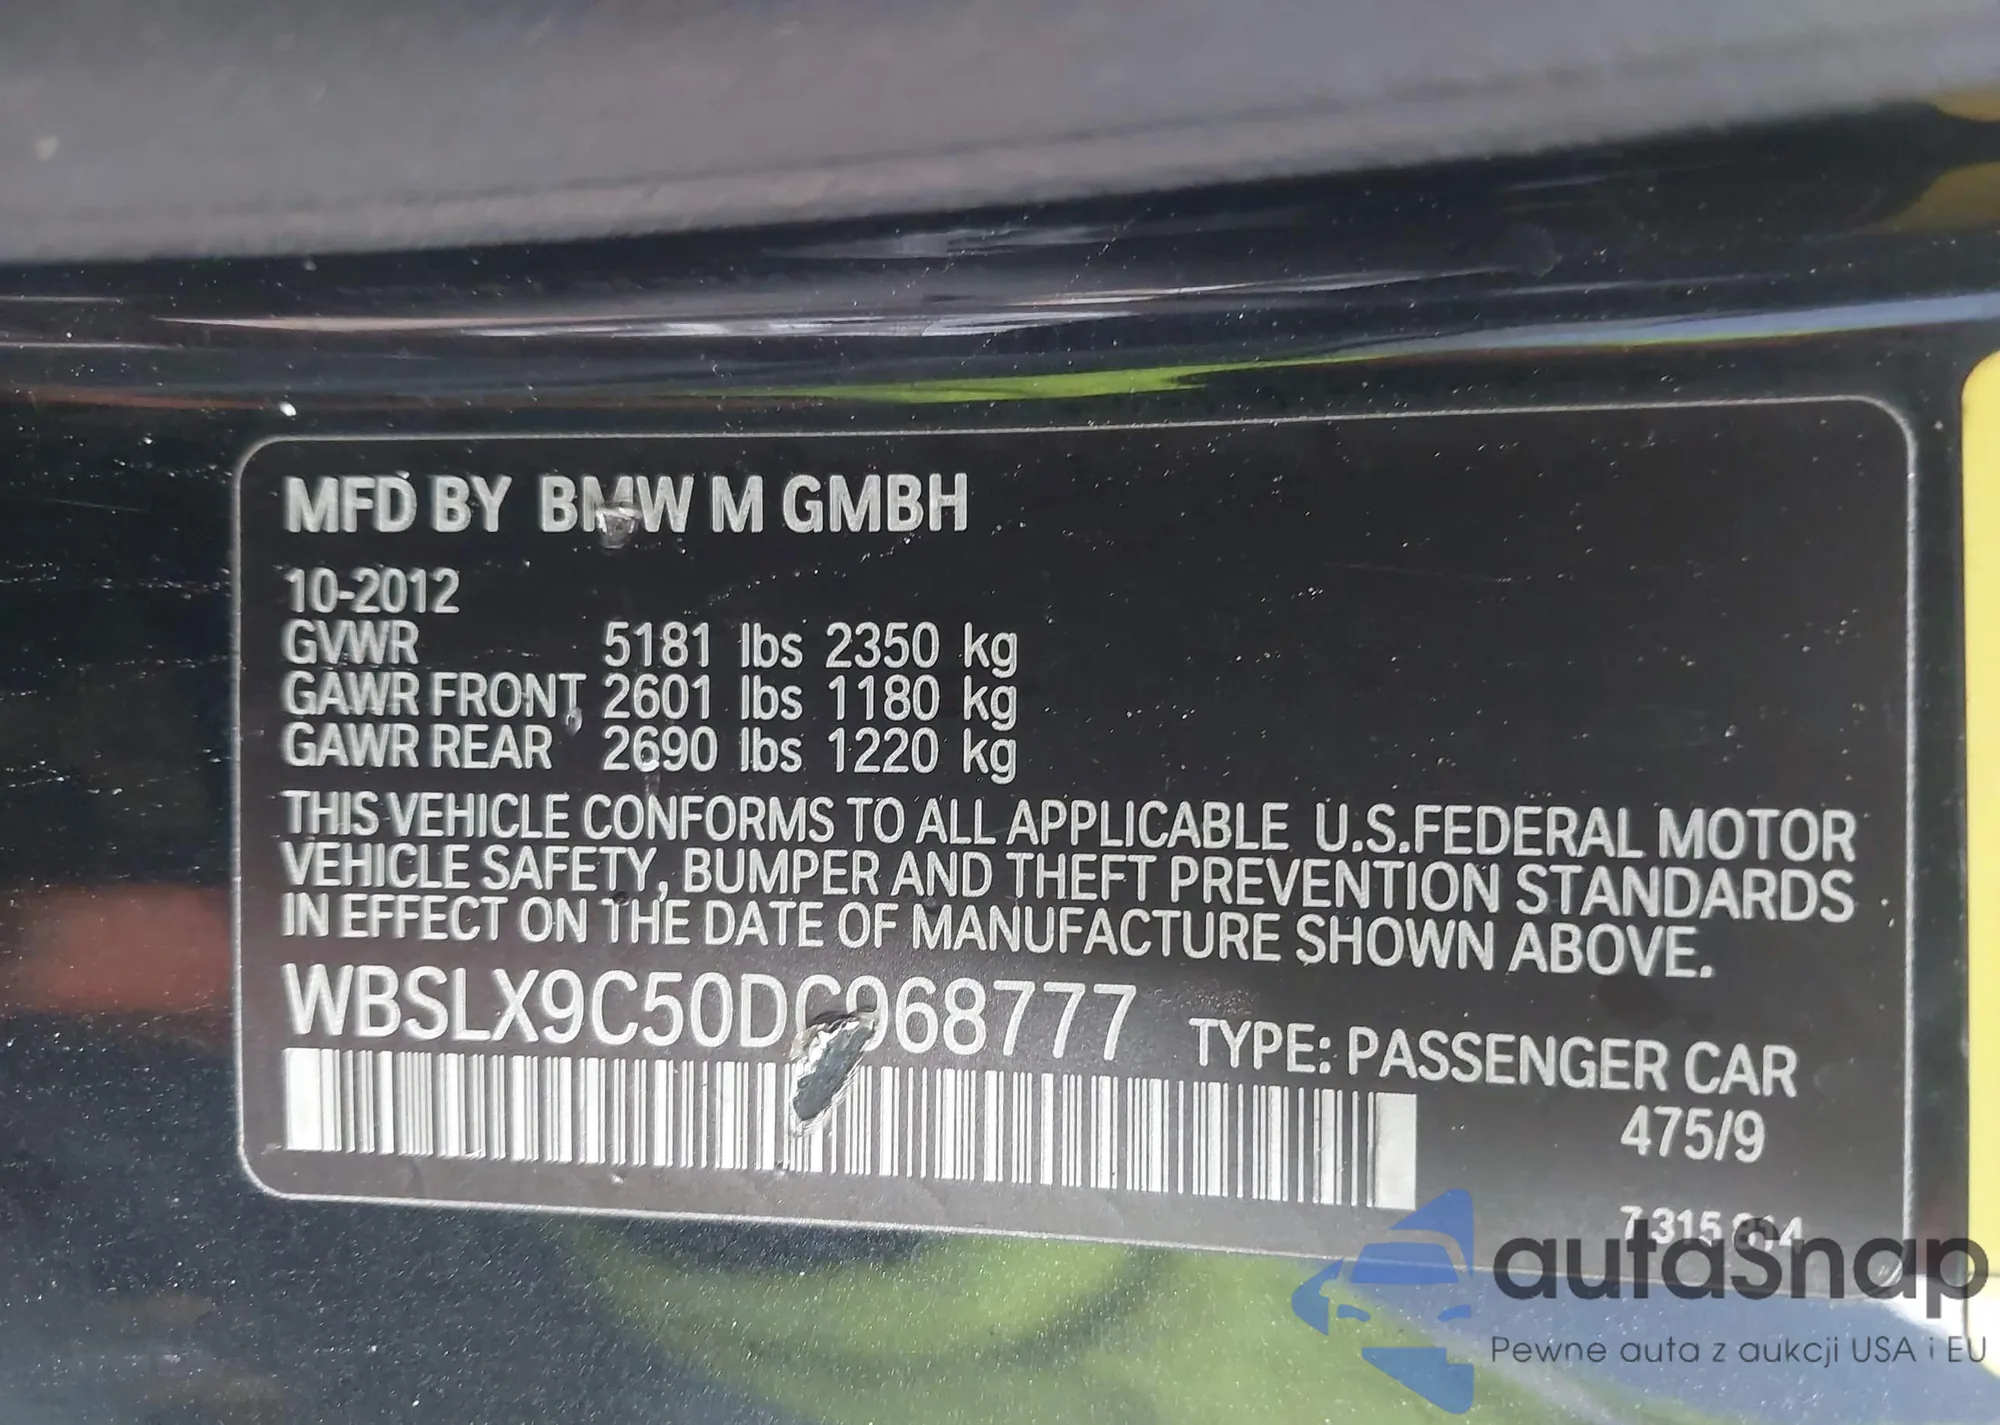 MFD BY BMW M GMBH
10-2012
GVWR 5181 lbs 2350 kg
GAWR FRONT 2601 lbs 1180 kg
GAWR REAR 2690 lbs 1220 kg
THIS VEHICLE CONFORMS TO ALL APPLICABLE U.S.FEDERAL MOTOR
VEHICLE SAFETY, BUMPER AND THEFT PREVENTION STANDARDS
IN EFFECT ON THE DATE OF MANUFACTURE SHOWN ABOVE.
WBSLX9C50DC968777 TYPE: PASSENGER CAR
475/9
autaSnap
Pewne auta z aukcji USA i EU